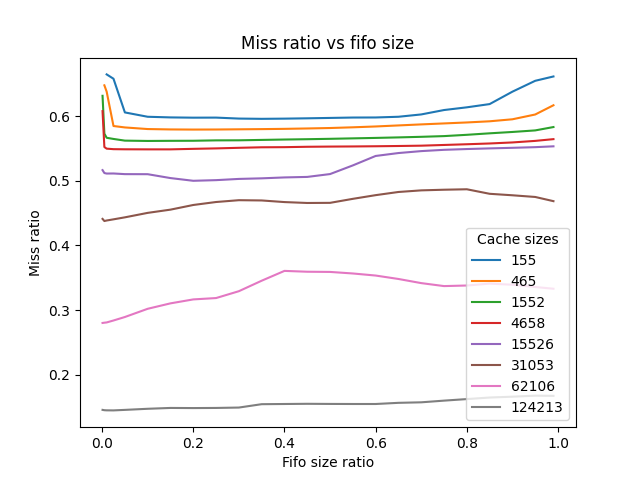 Miss ratio vs fifo size
Miss ratio
0.6
0.5
0.4
0.3
0.2
Cache sizes
155
465
1552
4658
15526
31053
62106
124213
0.0 0.2 0.4 0.6 0.8 1.0
Fifo size ratio